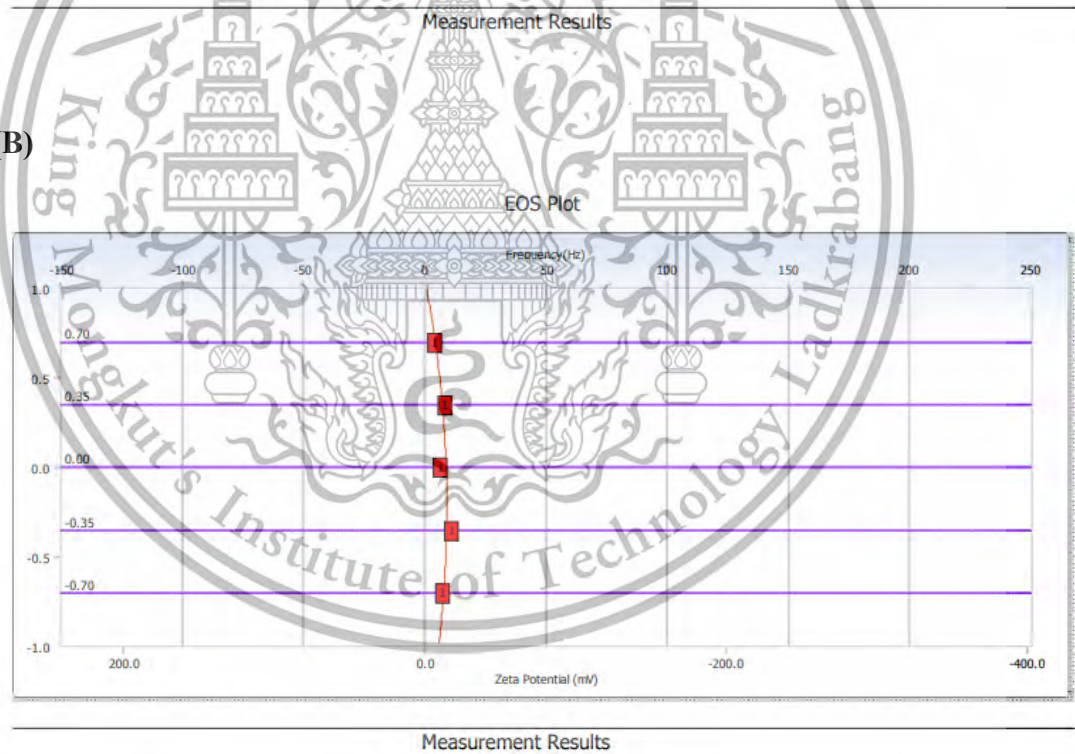 Measurement Results
(B)
EOS Plot
Frequency(Hz)
-150 -100 -50 0 50 100 150 200 250
1.0
0.70
0.5
0.35
0.0
0.00
-0.35
-0.5
-0.70
-1.0
200.0 0.0 -200.0 -400.0
Zeta Potential (mV)
King Mongkut's Institute of Technology Ladkrabang
Measurement Results